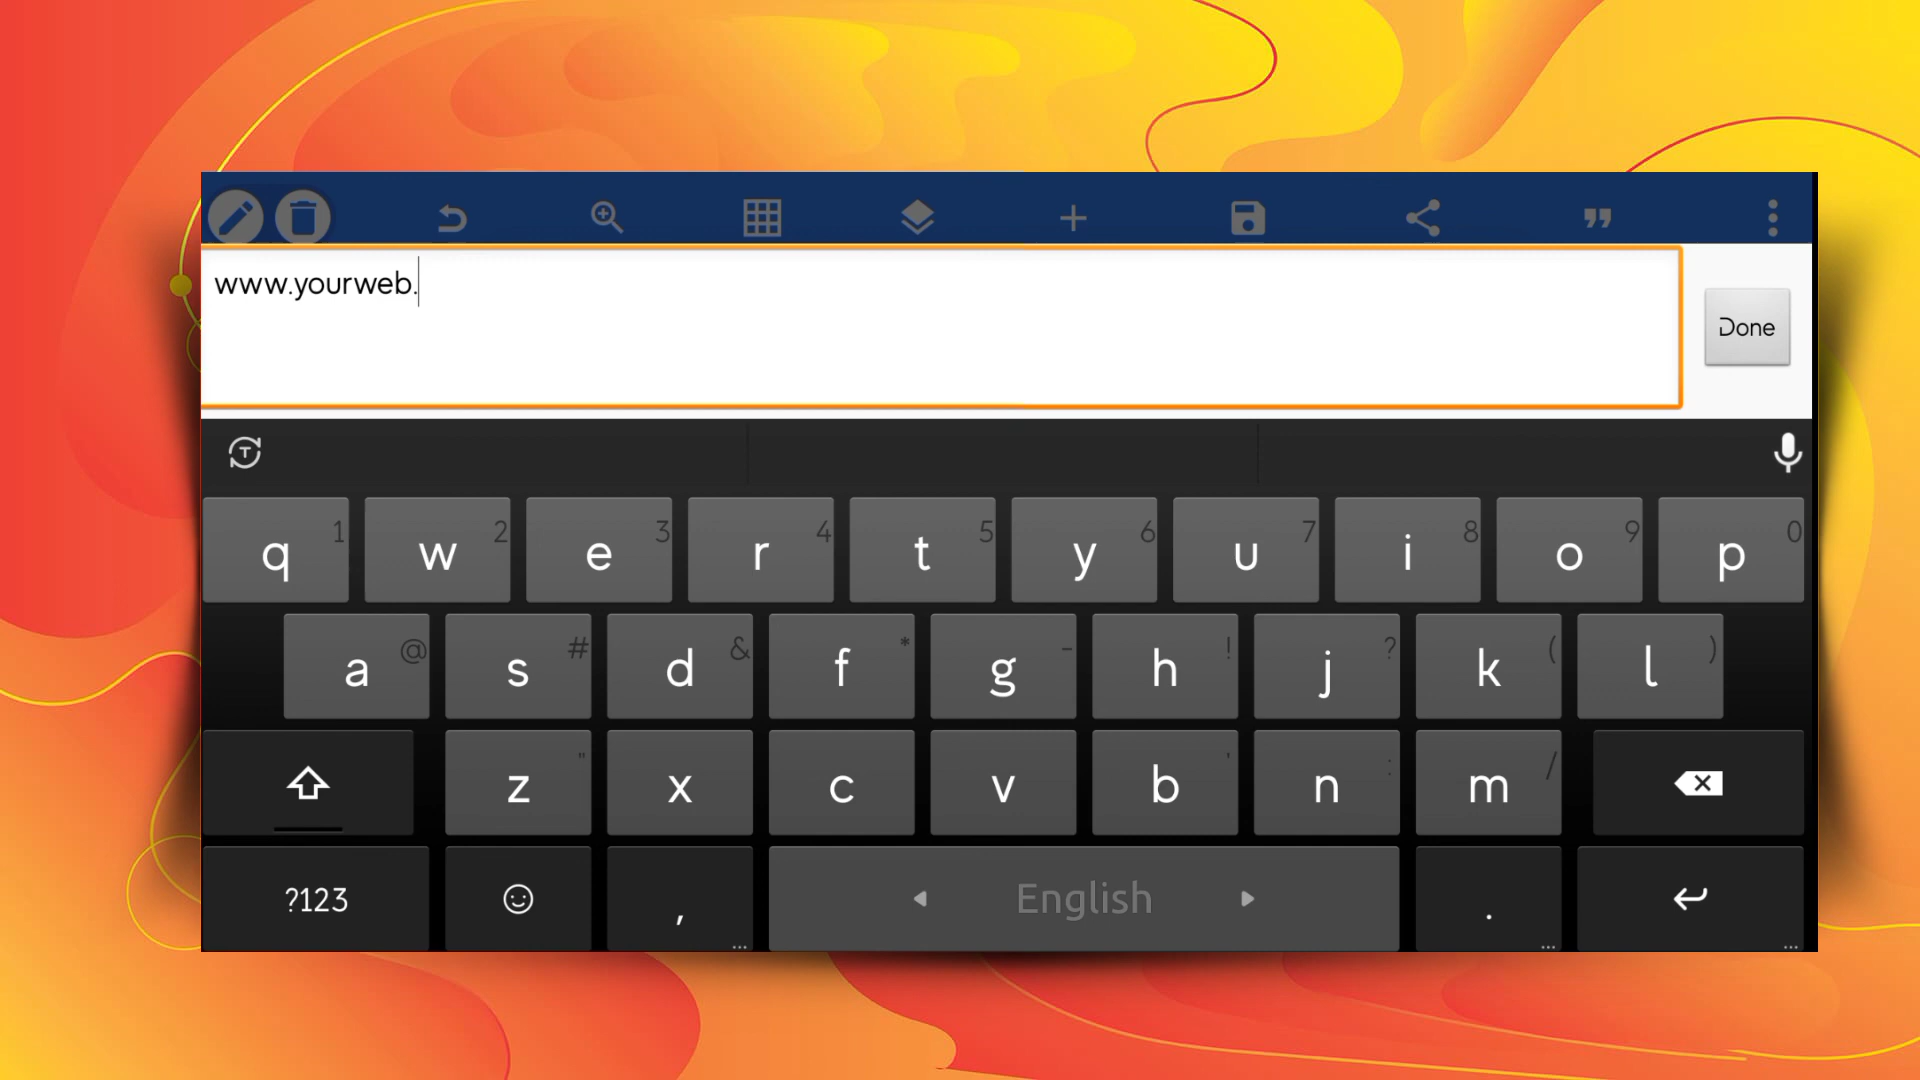 www.yourweb.
Done
q 1 w 2 e 3 r 4 t 5 y 6 u 7 i 8 o 9 p 0
a @ s # d & f * g - h ! j ? k ( l )
z " x c v b ' n : m /
?123 , English .